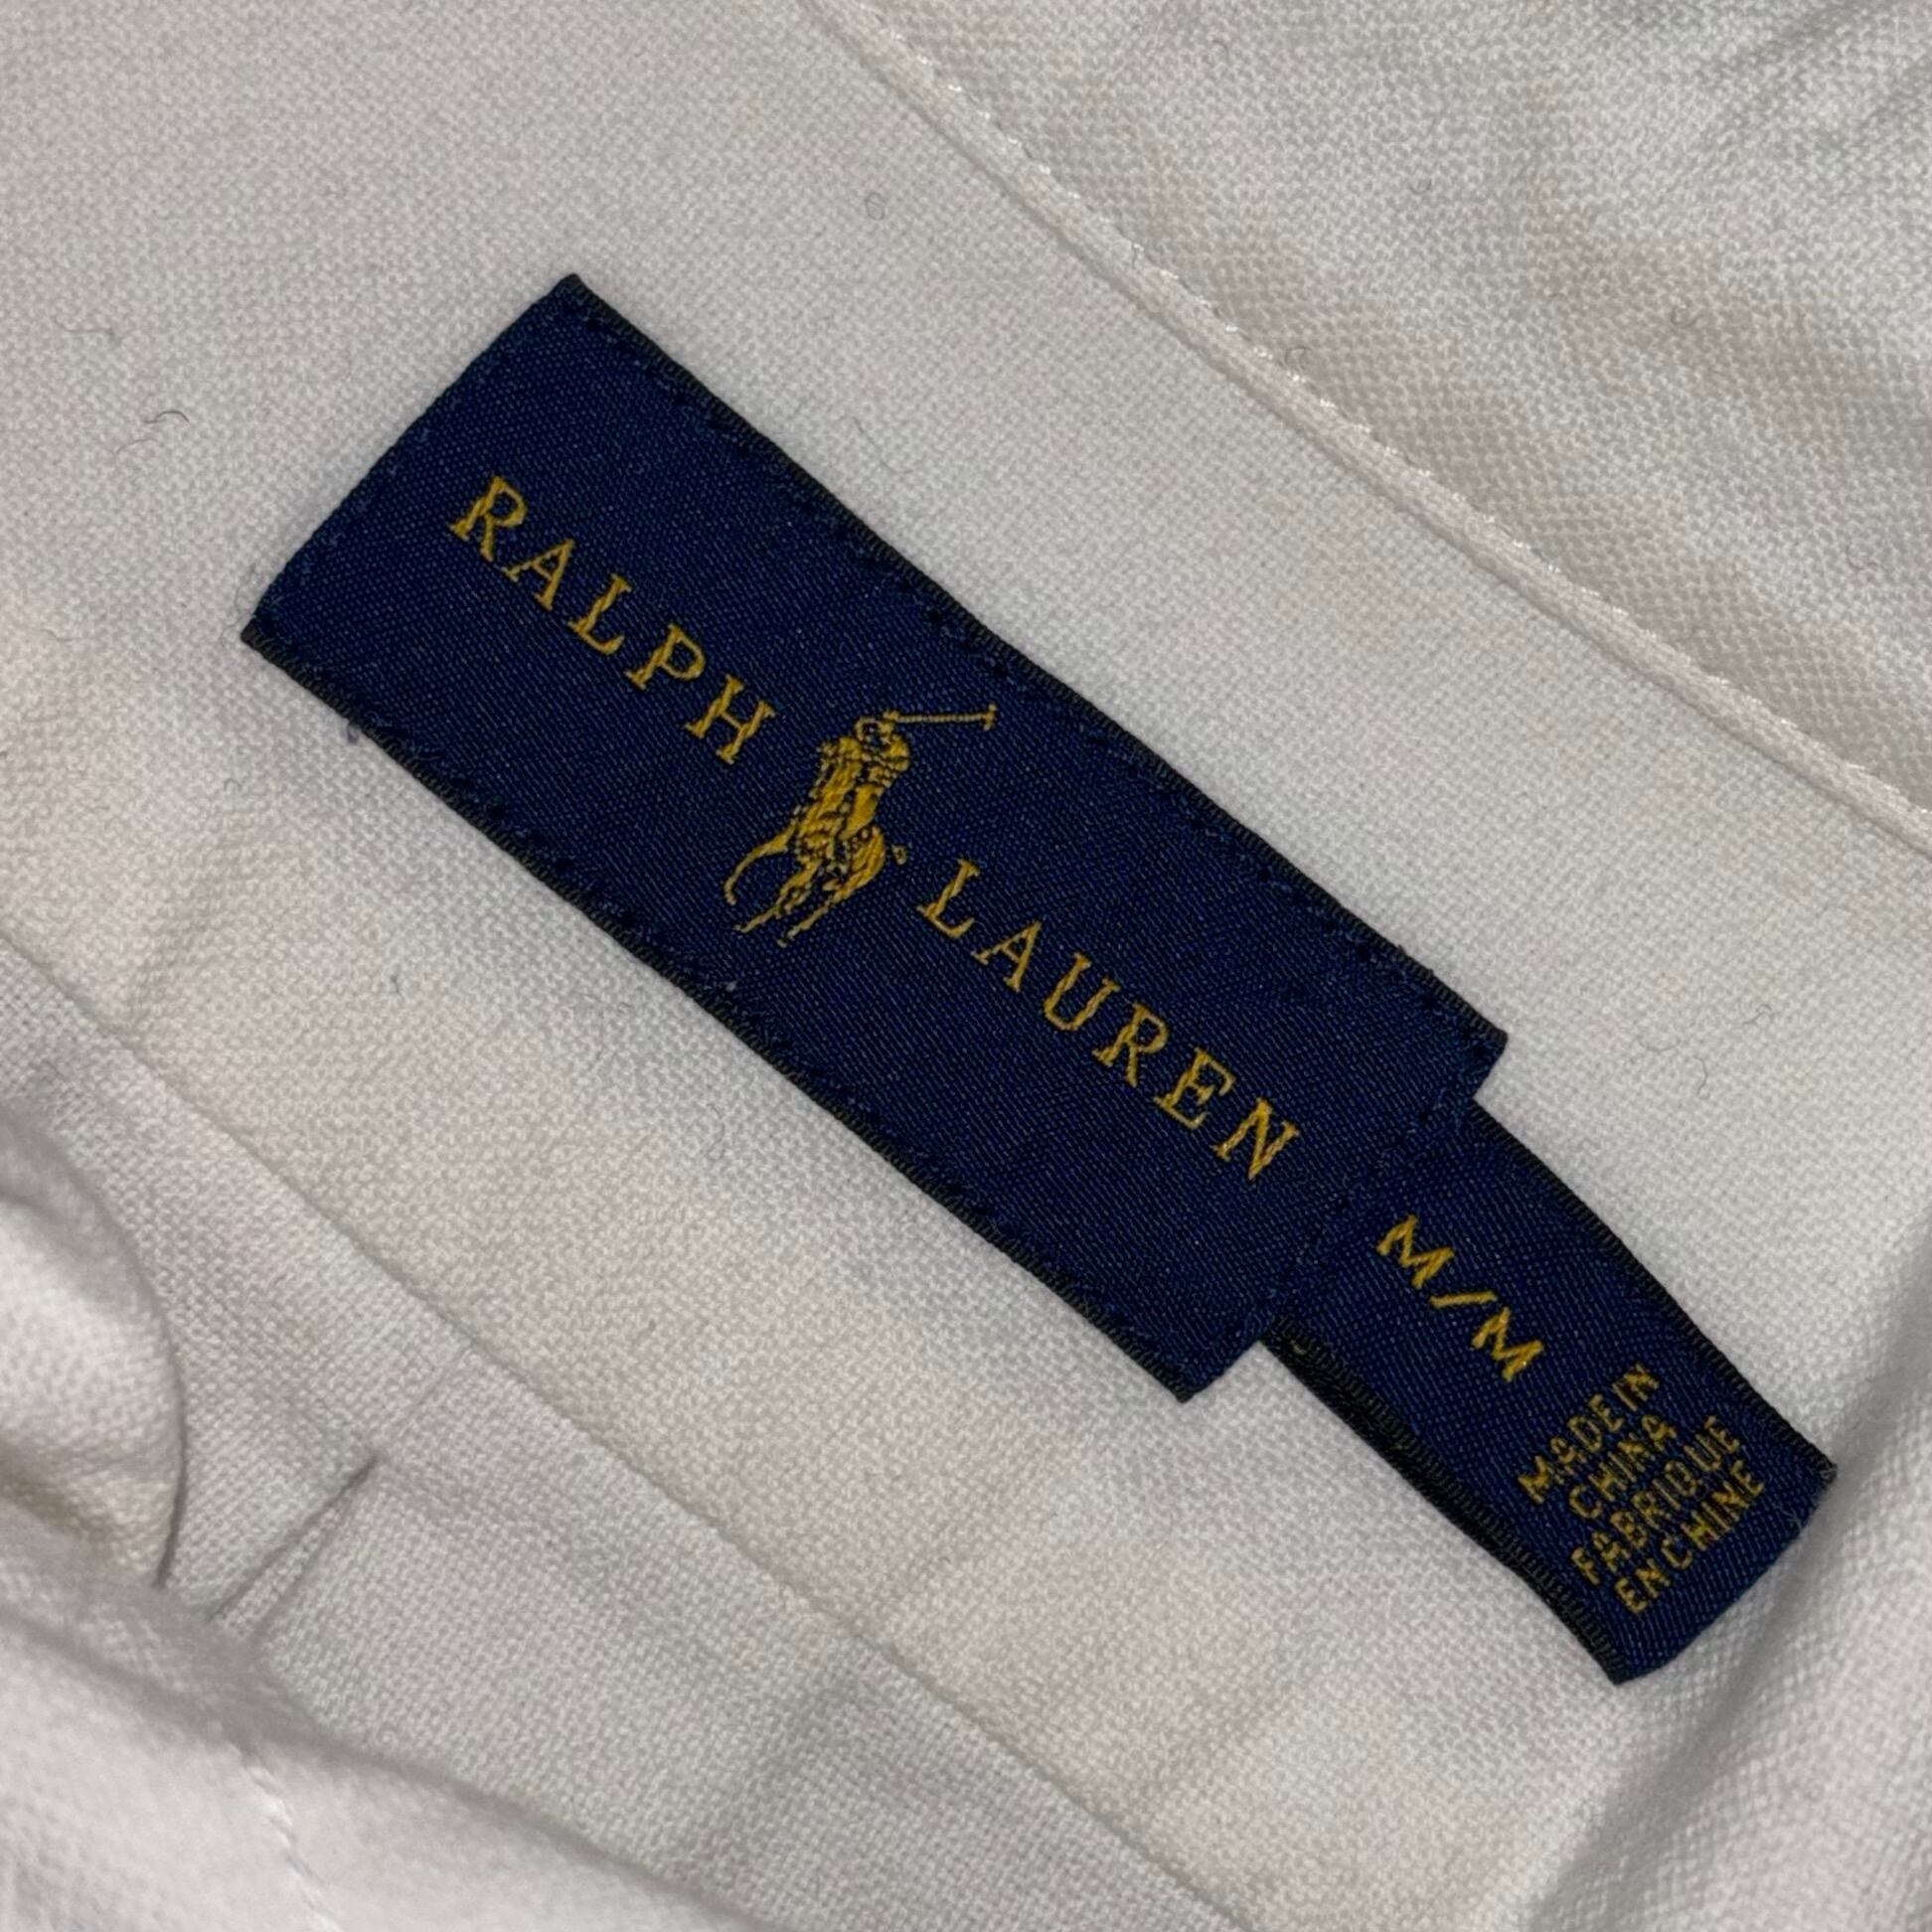 RALPH LAUREN
M/M
MADE IN
CHINA
FABRIQUE
EN CHINE